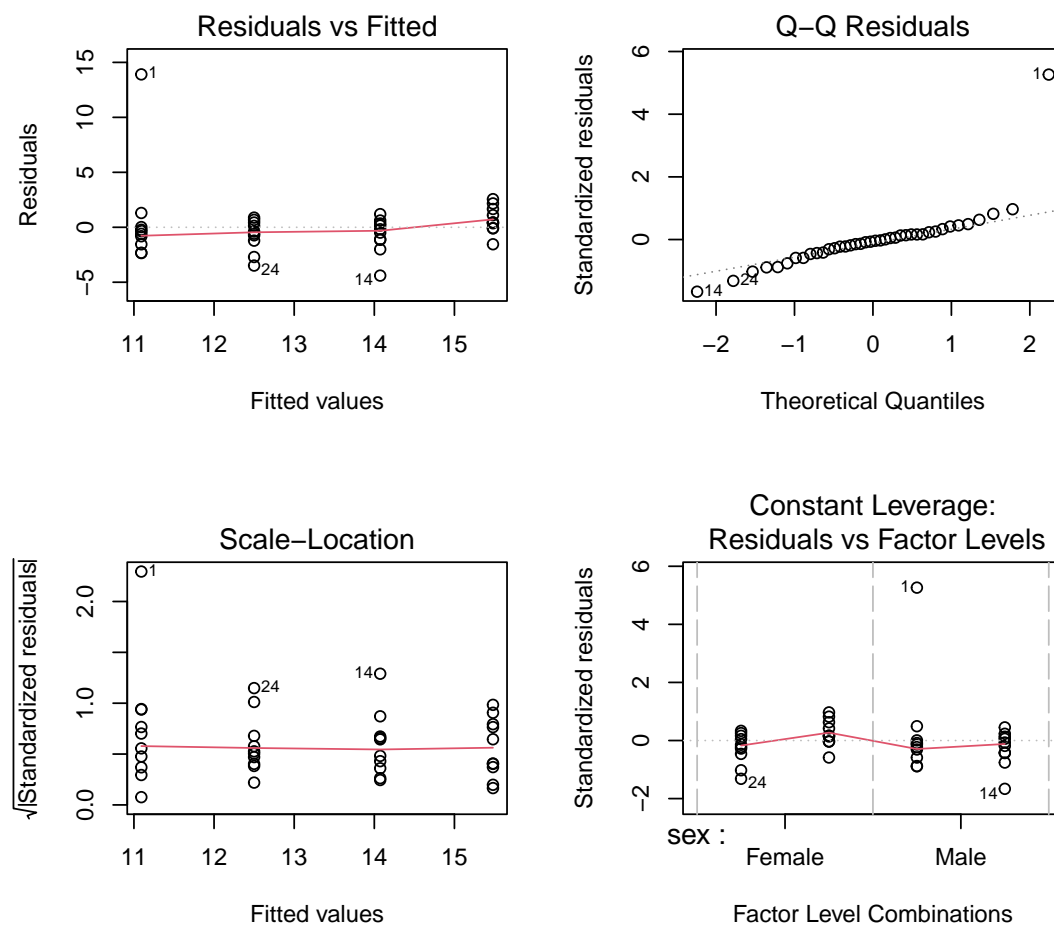 Residuals vs Fitted
Residuals
15
10
5
0
−5
1
24
14
11 12 13 14 15
Fitted values
Q−Q Residuals
Standardized residuals
6
4
2
0
1
14
24
−2 −1 0 1 2
Theoretical Quantiles
Scale−Location
√|Standardized residuals|
2.0
1.0
0.0
1
24
14
11 12 13 14 15
Fitted values
Constant Leverage:
Residuals vs Factor Levels
Standardized residuals
6
4
2
0
−2
1
24
14
sex :
Female Male
Factor Level Combinations